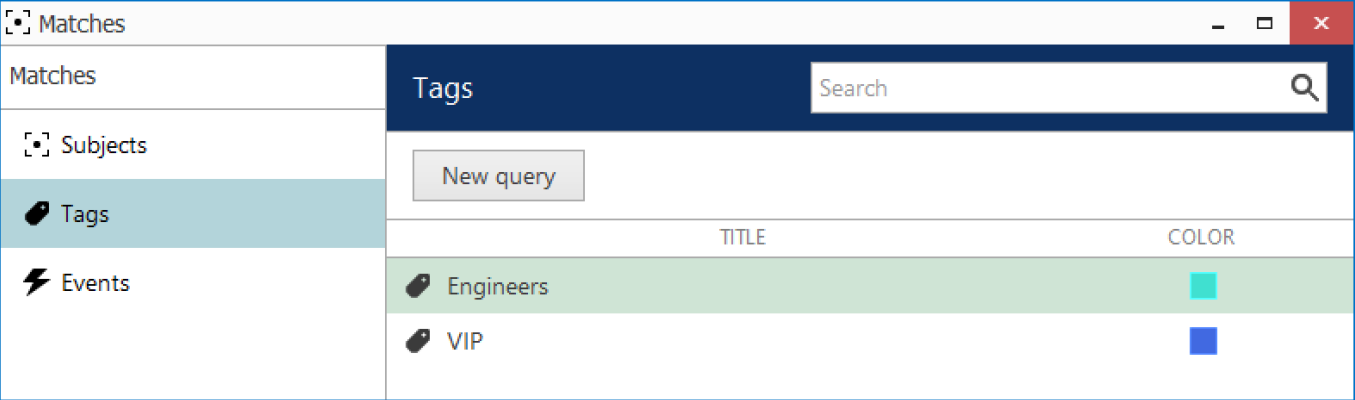 Matches
Matches
Subjects
Tags
Events
Tags
Search
New query
TITLE COLOR
Engineers
VIP